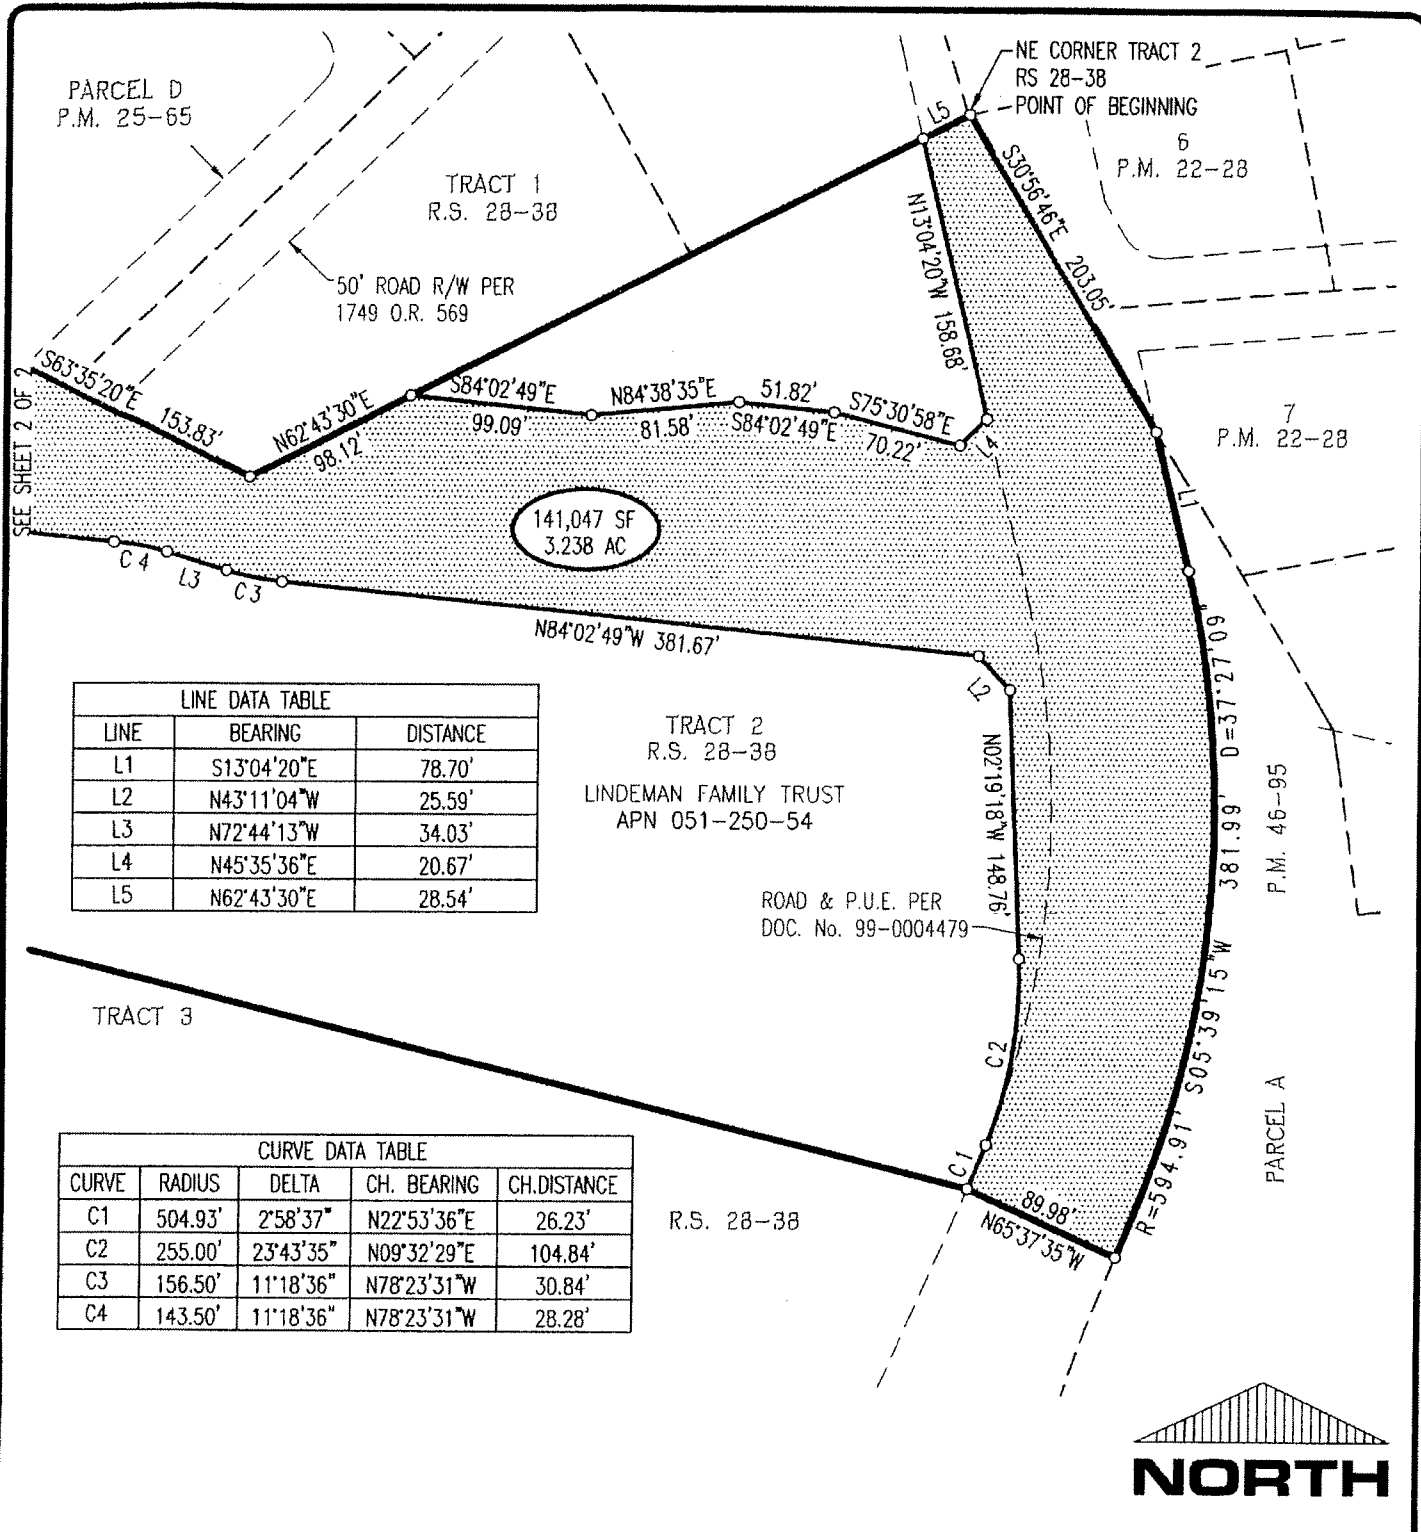 NE CORNER TRACT 2
RS 28-38
POINT OF BEGINNING
PARCEL D
P.M. 25-65
L5
6
P.M. 22-28
TRACT 1
R.S. 28-38
S30°56'46"E 203.05'
N13°04'20"W 158.68'
50' ROAD R/W PER
1749 O.R. 569
SEE SHEET 2 OF 2
S63°35'20"E 153.83'
N62°43'30"E
98.12'
S84°02'49"E
99.09'
N84°38'35"E
81.58'
51.82'
S84°02'49"E
S75°30'58"E
70.22'
L4
7
P.M. 22-28
L1
141,047 SF
3.238 AC
C4
L3
C3
N84°02'49"W 381.67'
L2
LINE DATA TABLE
LINE BEARING DISTANCE
L1 S13°04'20"E 78.70'
L2 N43°11'04"W 25.59'
L3 N72°44'13"W 34.03'
L4 N45°35'36"E 20.67'
L5 N62°43'30"E 28.54'
TRACT 2
R.S. 28-38
LINDEMAN FAMILY TRUST
APN 051-250-54
N02°19'18"W 148.76'
R=594.91' S05°39'15"W 381.99' D=37°27'09"
P.M. 46-95
ROAD & P.U.E. PER
DOC. No. 99-0004479
TRACT 3
C2
PARCEL A
C1
89.98'
N65°37'35"W
CURVE DATA TABLE
CURVE RADIUS DELTA CH. BEARING CH.DISTANCE
C1 504.93' 2°58'37" N22°53'36"E 26.23'
C2 255.00' 23°43'35" N09°32'29"E 104.84'
C3 156.50' 11°18'36" N78°23'31"W 30.84'
C4 143.50' 11°18'36" N78°23'31"W 28.28'
R.S. 28-38
NORTH